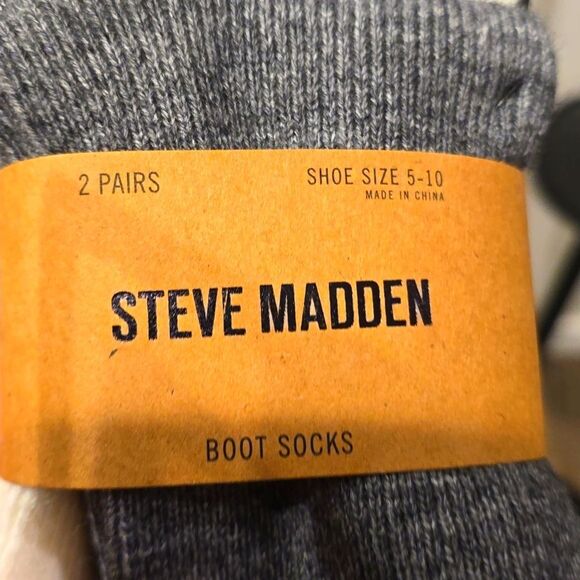 2 PAIRS
SHOE SIZE 5-10
MADE IN CHINA
STEVE MADDEN
BOOT SOCKS